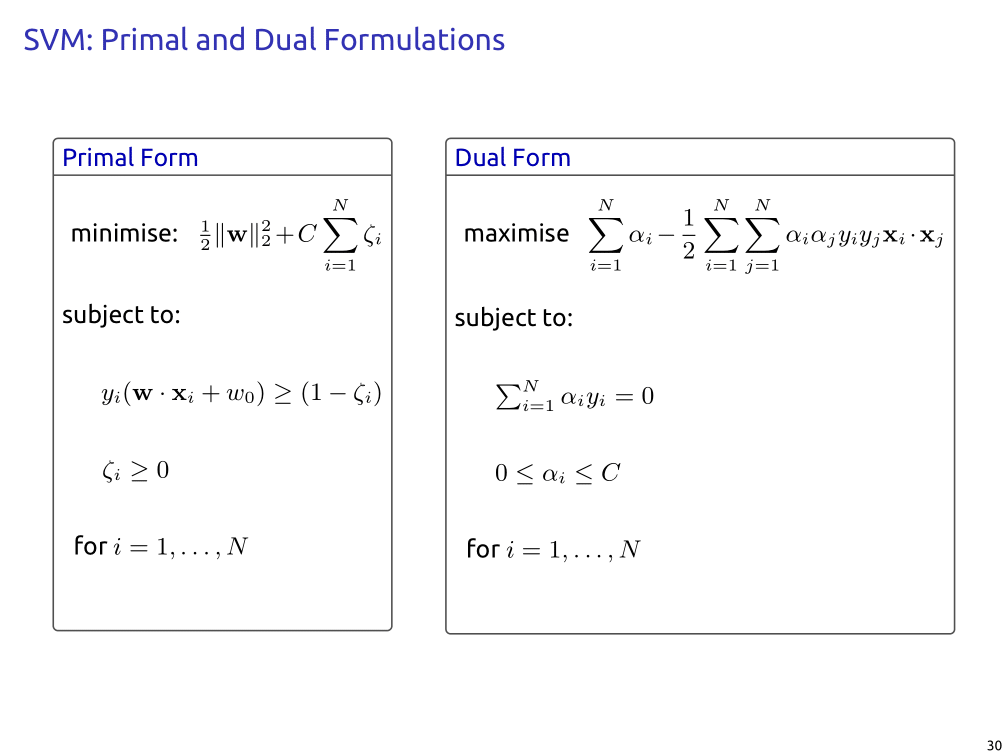 SVM: Primal and Dual Formulations
Primal Form
minimise: $\frac{1}{2}\|\mathbf{w}\|_2^2 + C \sum_{i=1}^{N} \zeta_i$
subject to:
$y_i(\mathbf{w} \cdot \mathbf{x}_i + w_0) \geq (1 - \zeta_i)$
$\zeta_i \geq 0$
for $i = 1, \ldots, N$
Dual Form
maximise $\sum_{i=1}^{N} \alpha_i - \frac{1}{2} \sum_{i=1}^{N} \sum_{j=1}^{N} \alpha_i \alpha_j y_i y_j \mathbf{x}_i \cdot \mathbf{x}_j$
subject to:
$\sum_{i=1}^{N} \alpha_i y_i = 0$
$0 \leq \alpha_i \leq C$
for $i = 1, \ldots, N$
30